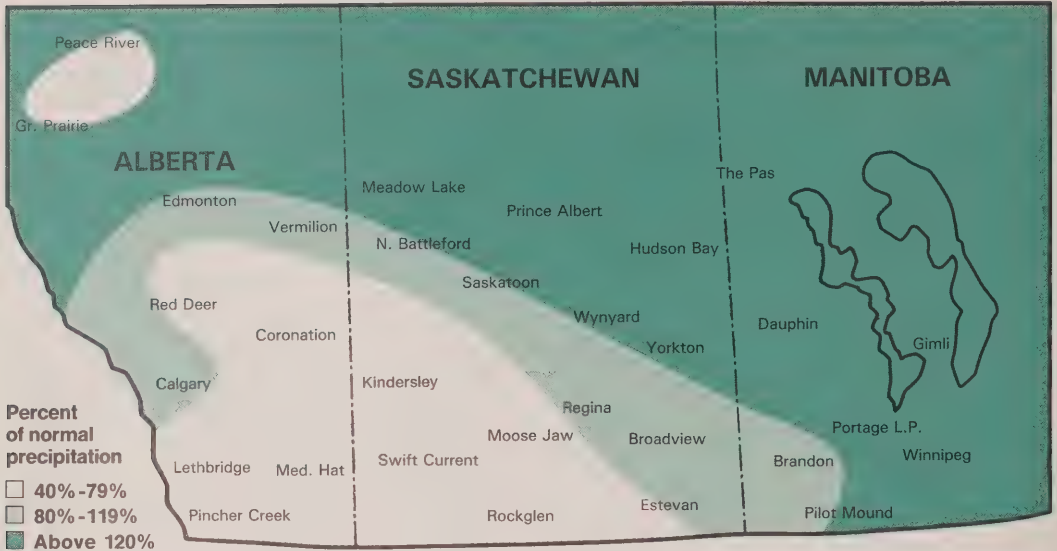 Peace River
SASKATCHEWAN
MANITOBA
Gr. Prairie
ALBERTA
The Pas
Meadow Lake
Edmonton
Prince Albert
Vermilion
N. Battleford
Hudson Bay
Saskatoon
Red Deer
Wynyard
Dauphin
Coronation
Gimli
Yorkton
Calgary
Kindersley
Regina
Portage L.P.
Moose Jaw
Broadview
Winnipeg
Brandon
Swift Current
Lethbridge
Med. Hat
Estevan
Pilot Mound
Pincher Creek
Rockglen
Percent
of normal
precipitation
40%-79%
80%-119%
Above 120%